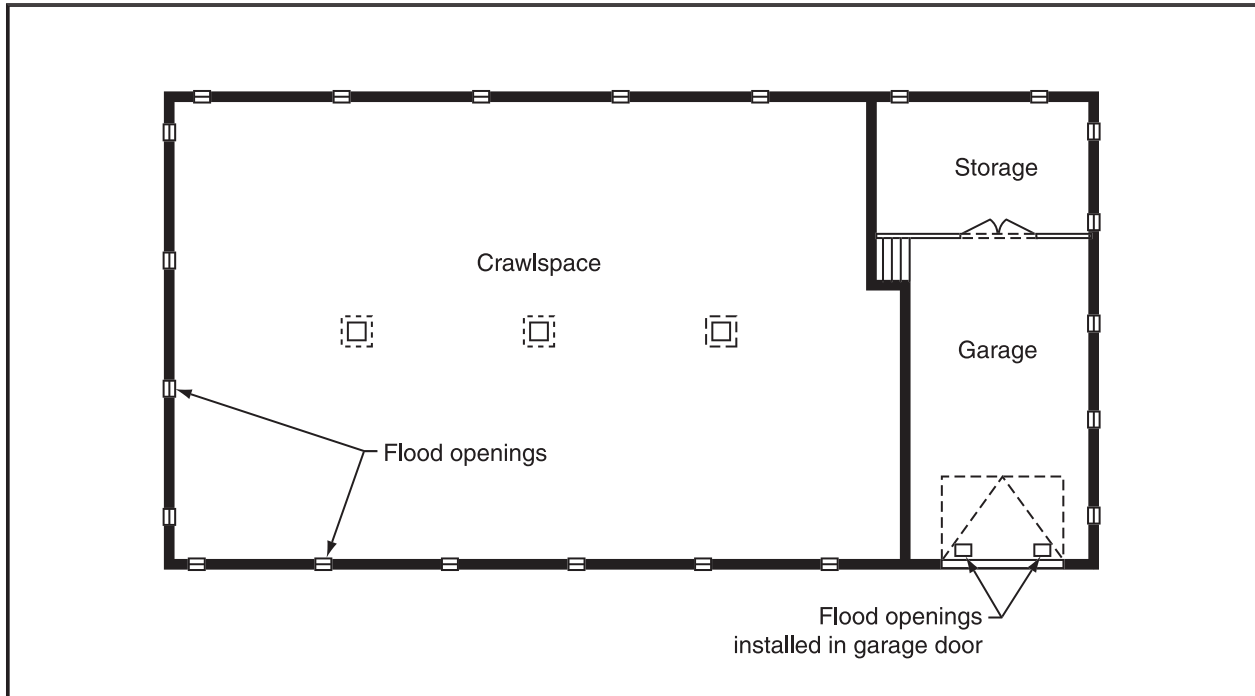 Storage
Crawlspace
Garage
Flood openings
Flood openings
installed in garage door